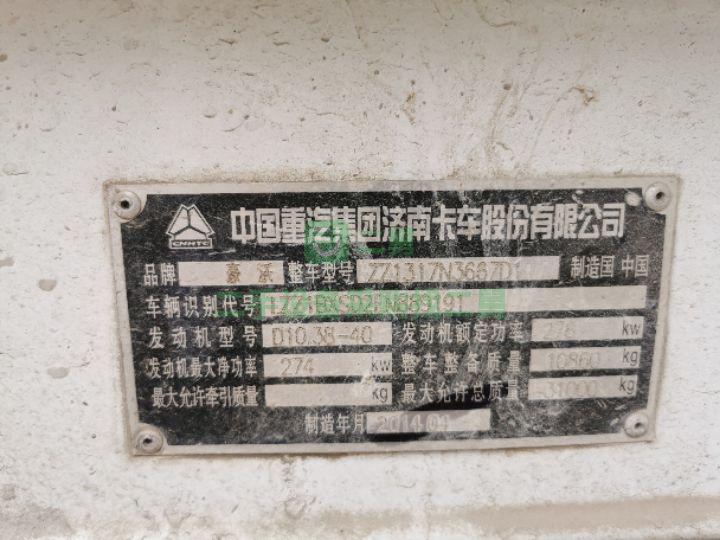 CNHTC 中国重汽集团济南卡车股份有限公司
品牌 豪沃 整车型号 ZZ1317N3667D1 制造国 中国
车辆识别代号
发动机型号 D10.38-40 发动机额定功率 276 kw
发动机最大净功率 274 kw 整车整备质量 10860 kg
最大允许牵引质量 kg 最大允许总质量 31000 kg
制造年月 2014.04